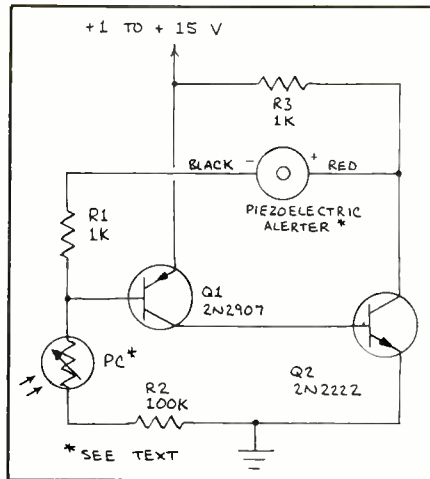 +1 TO + 15 V
R3
1K
BLACK - + RED
PIEZOELECTRIC
ALERTER *
R1
1K
Q1
2N2907
PC*
R2
100K
Q2
2N2222
* SEE TEXT